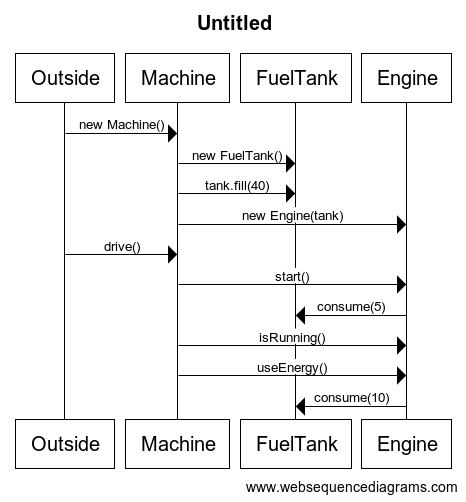 Untitled
Outside Machine FuelTank Engine
new Machine()
new FuelTank()
tank.fill(40)
new Engine(tank)
drive()
start()
consume(5)
isRunning()
useEnergy()
consume(10)
Outside Machine FuelTank Engine
www.websequencediagrams.com